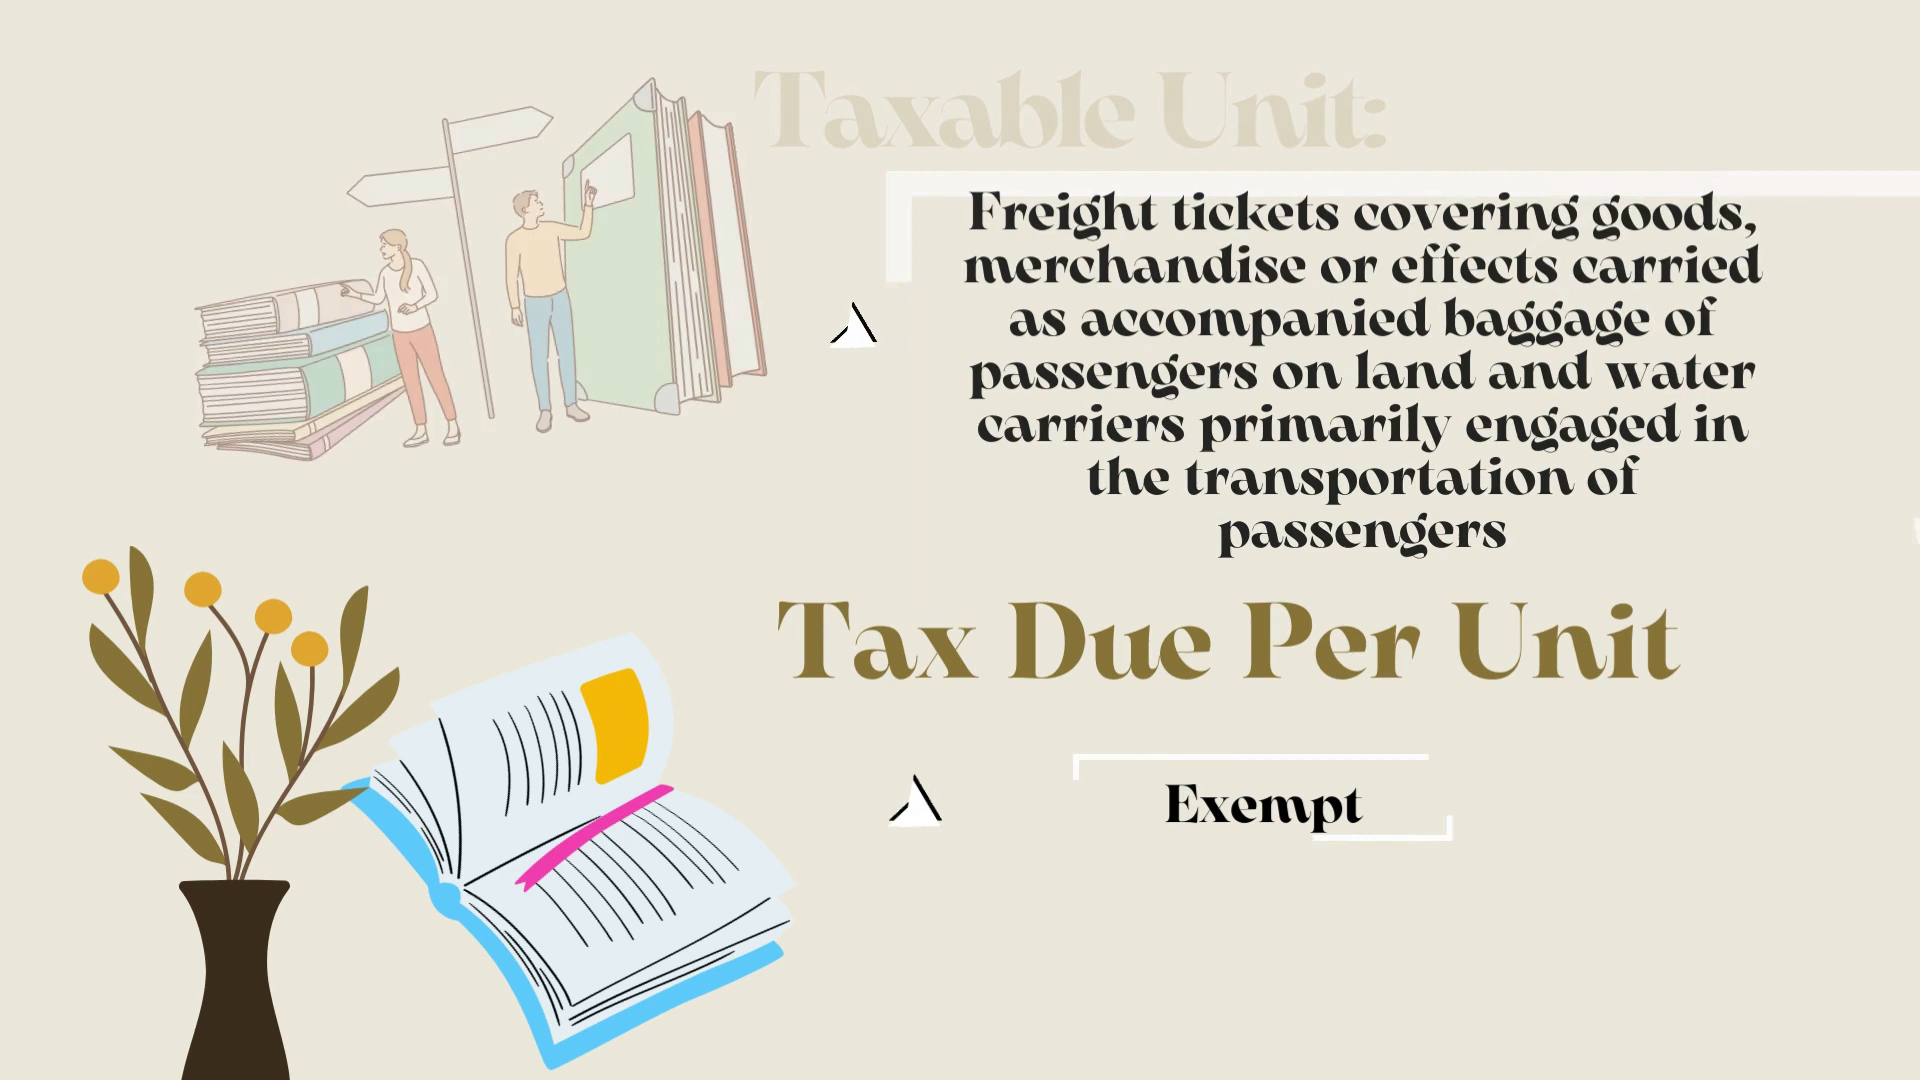 Taxable Unit:
Freight tickets covering goods,
merchandise or effects carried
as accompanied baggage of
passengers on land and water
carriers primarily engaged in
the transportation of
passengers
Tax Due Per Unit
Exempt